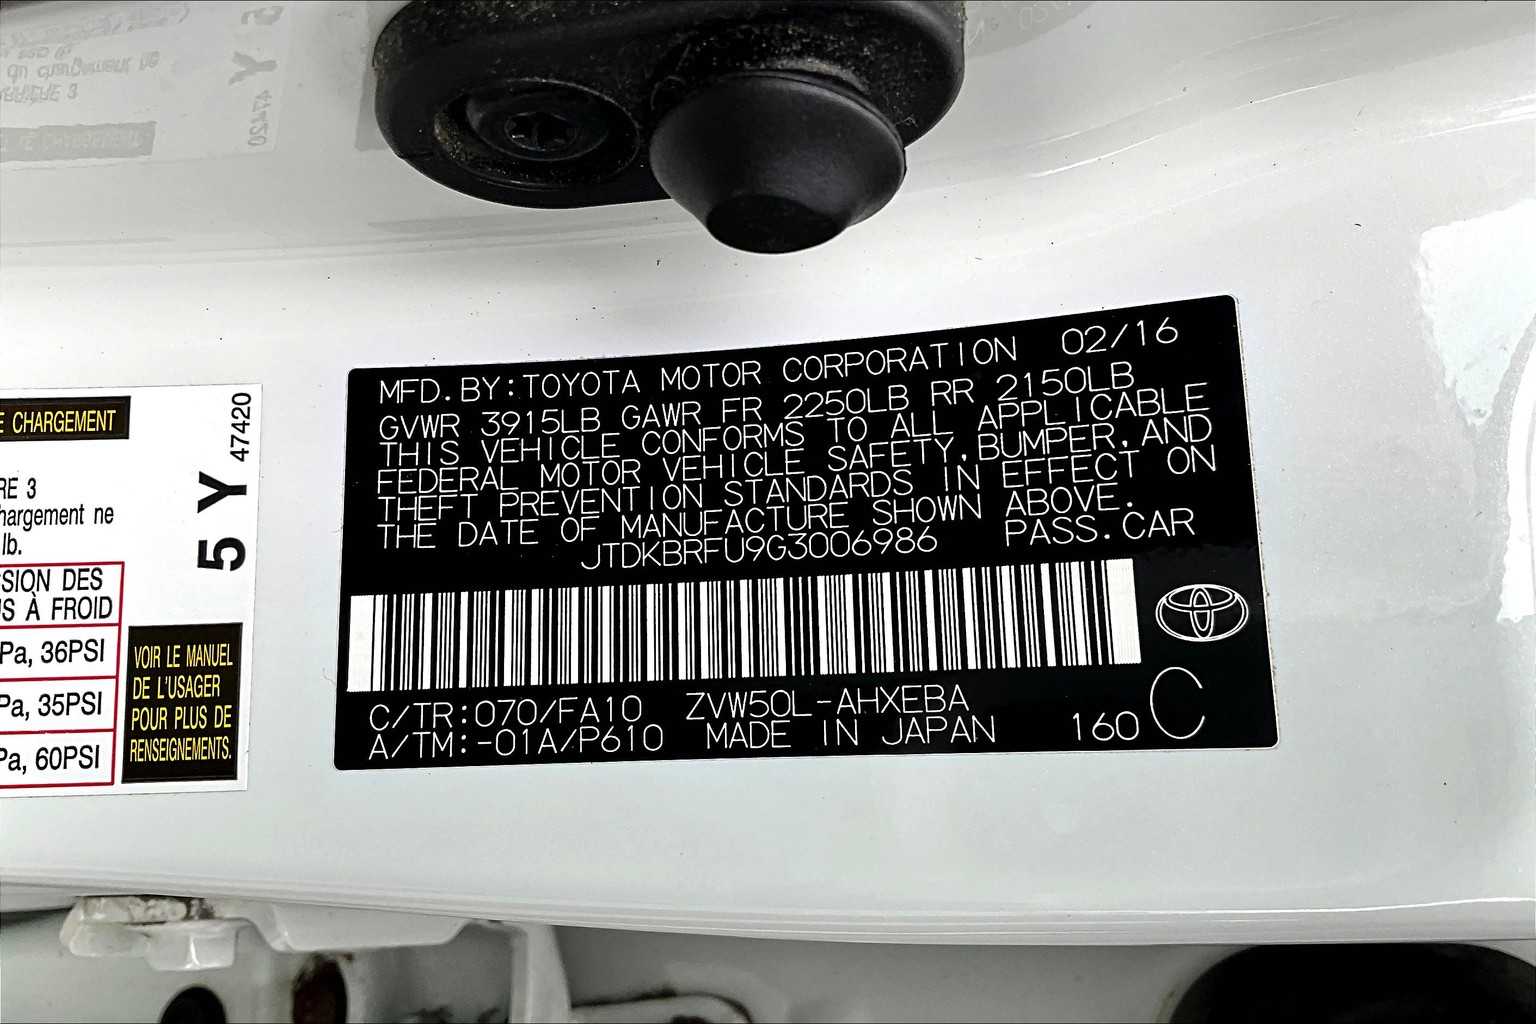 E CHARGEMENT
47420
5 Y
RE 3
hargement ne
lb.
SSION DES
US À FROID
Pa, 36PSI
Pa, 35PSI
Pa, 60PSI
VOIR LE MANUEL
DE L'USAGER
POUR PLUS DE
RENSEIGNEMENTS.
MFD. BY: TOYOTA MOTOR CORPORATION 02/16
GVWR 3915LB GAWR FR 2250LB RR 2150LB
THIS VEHICLE CONFORMS TO ALL APPLICABLE
FEDERAL MOTOR VEHICLE SAFETY, BUMPER, AND
THEFT PREVENTION STANDARDS IN EFFECT ON
THE DATE OF MANUFACTURE SHOWN ABOVE.
JTDKBRFU9G3006986 PASS. CAR
C/TR:070/FA10 ZVW50L-AHXEBA
A/TM:-01A/P610 MADE IN JAPAN 160 C